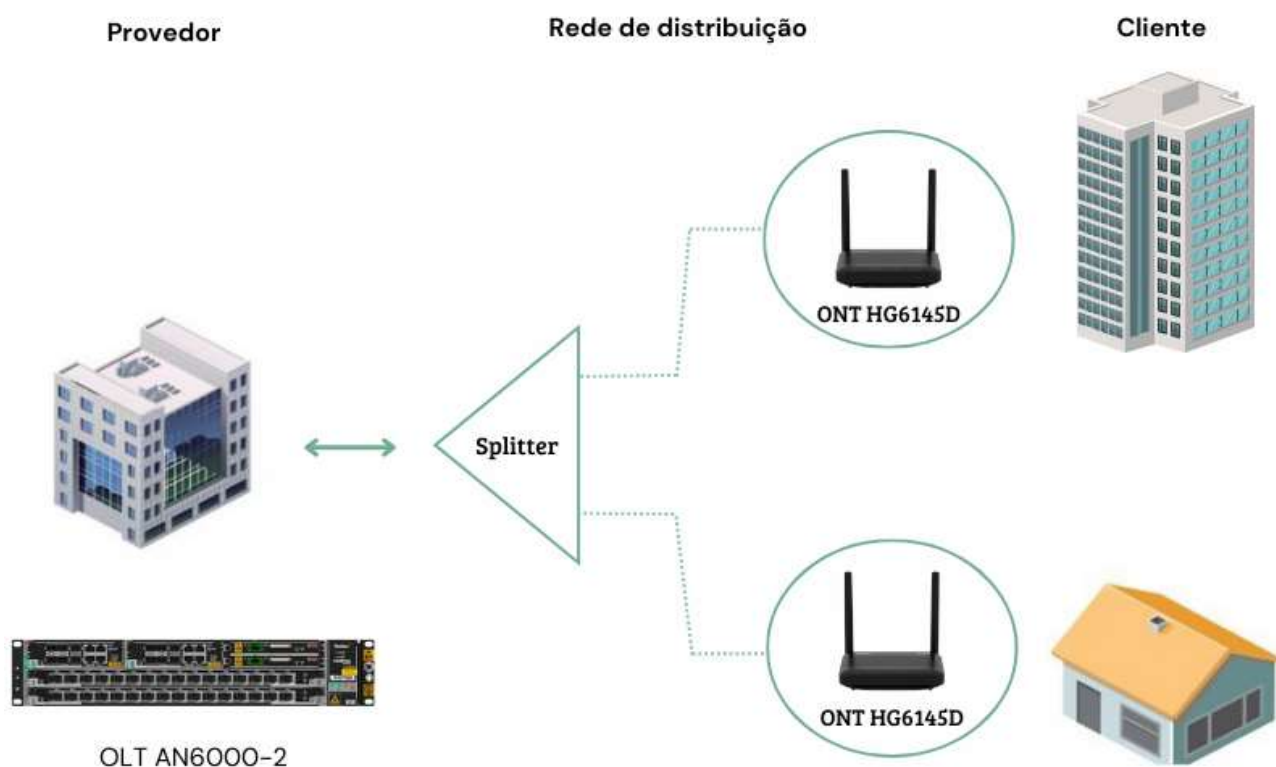 Provedor
Rede de distribuição
Cliente
ONT HG6145D
Splitter
ONT HG6145D
OLT AN6000-2